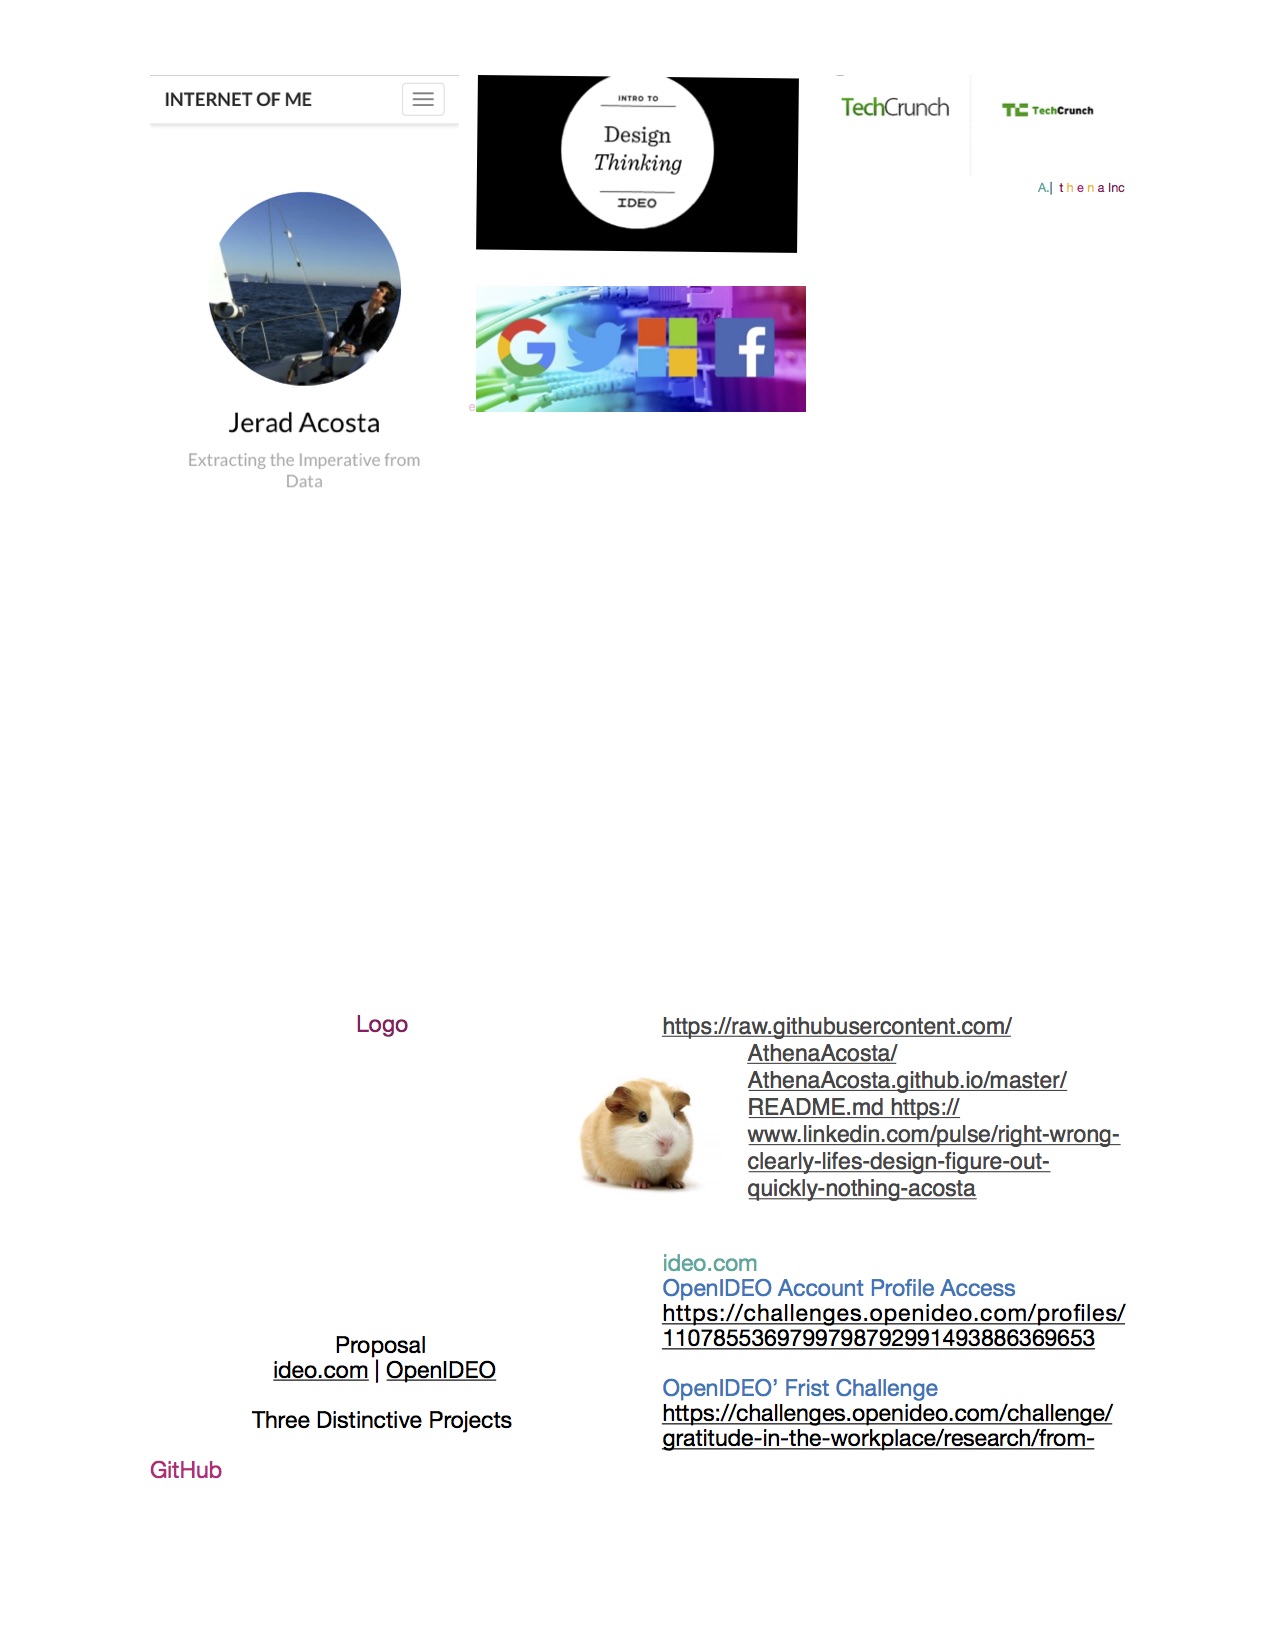 INTERNET OF ME
Jerad Acosta
Extracting the Imperative from
Data
INTRO TO
Design
Thinking
IDEO
e
TechCrunch
TechCrunch
A.| t h e n a Inc
Logo
https://raw.githubusercontent.com/
AthenaAcosta/
AthenaAcosta.github.io/master/
README.md https://
www.linkedin.com/pulse/right-wrong-
clearly-lifes-design-figure-out-
quickly-nothing-acosta
Proposal
ideo.com | OpenIDEO
Three Distinctive Projects
GitHub
ideo.com
OpenIDEO Account Profile Access
https://challenges.openideo.com/profiles/
110785536979979879299149388636​9653
OpenIDEO’ Frist Challenge
https://challenges.openideo.com/challenge/
gratitude-in-the-workplace/research/from-